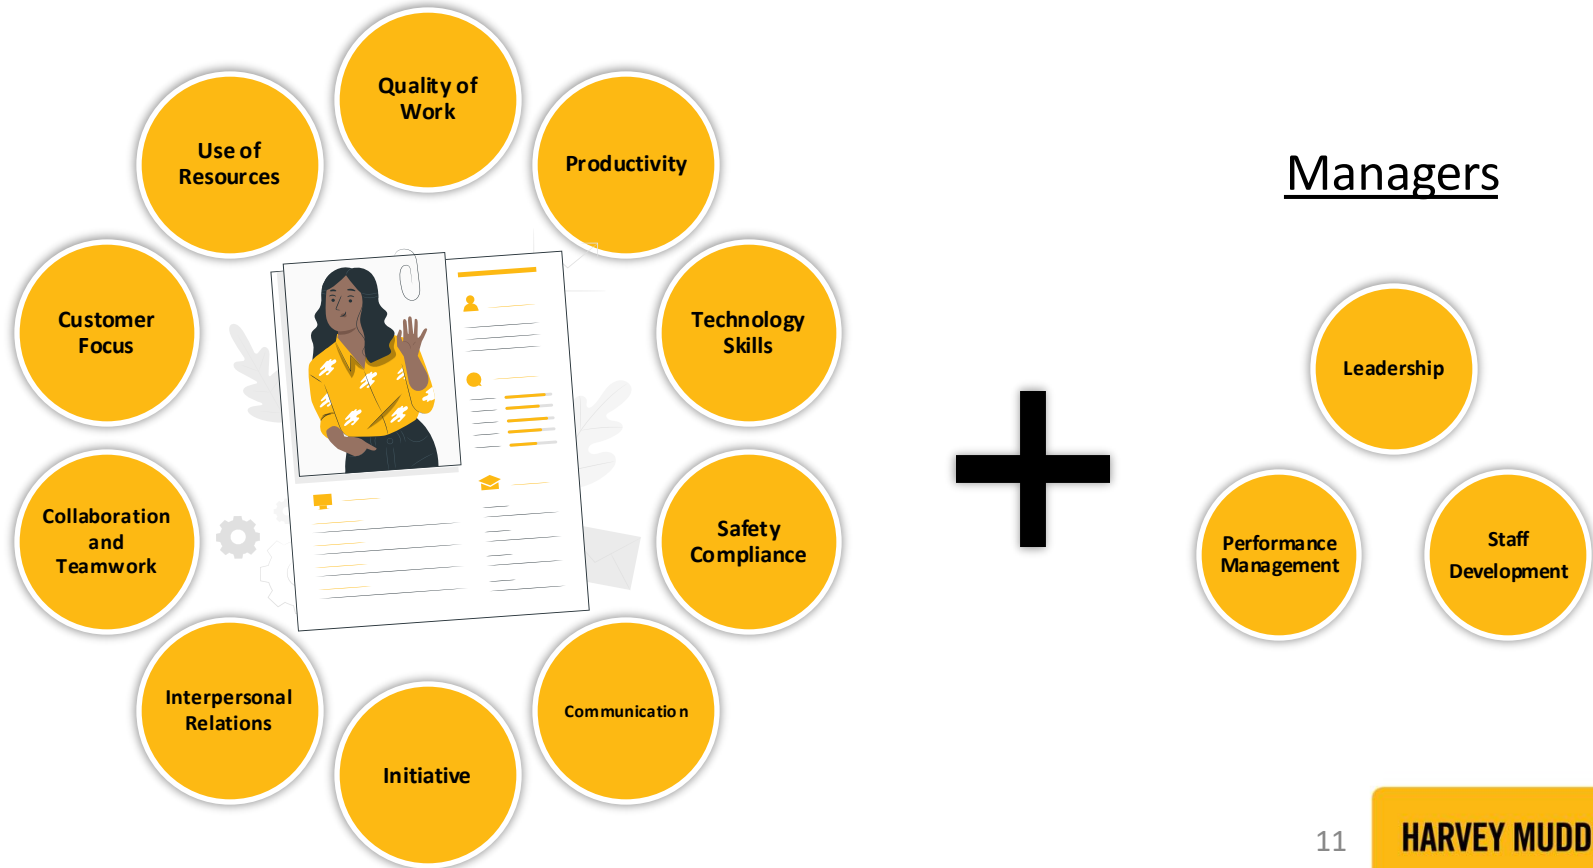 Quality of
Work
Productivity
Technology
Skills
Safety
Compliance
Communication
Initiative
Interpersonal
Relations
Collaboration
and
Teamwork
Customer
Focus
Use of
Resources
Managers
Leadership
Performance
Management
Staff
Development
11
HARVEY MUDD